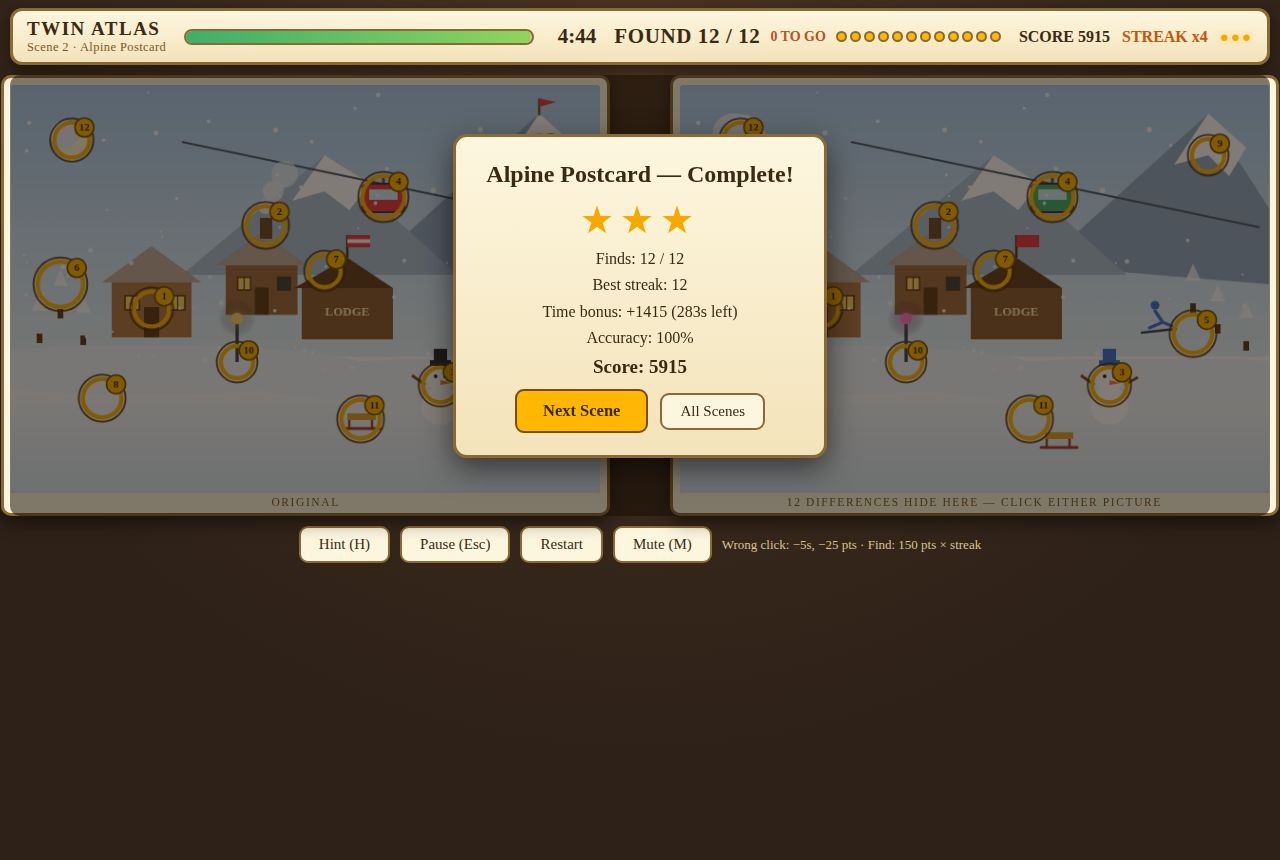 TWIN ATLAS
Scene 2 · Alpine Postcard
4:44
FOUND 12 / 12
0 TO GO
SCORE 5915
STREAK x4
12
4
2
7
6
1
LODGE
10
8
11
12
9
4
2
7
1
LODGE
5
10
3
11
Alpine Postcard — Complete!
Finds: 12 / 12
Best streak: 12
Time bonus: +1415 (283s left)
Accuracy: 100%
Score: 5915
Next Scene
All Scenes
ORIGINAL
12 DIFFERENCES HIDE HERE — CLICK EITHER PICTURE
Hint (H)
Pause (Esc)
Restart
Mute (M)
Wrong click: −5s, −25 pts · Find: 150 pts × streak